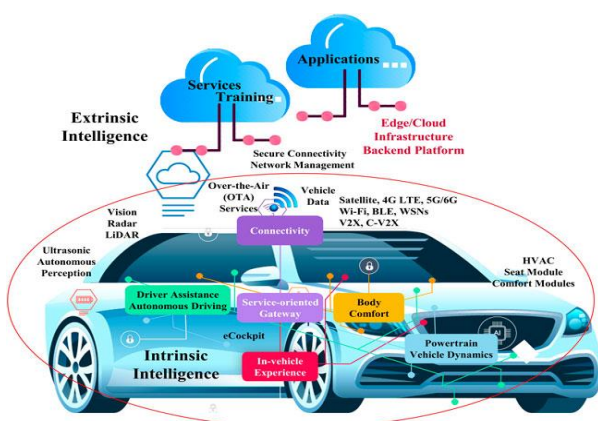 Applications
Services
Training
Extrinsic
Intelligence
Edge/Cloud
Infrastructure
Backend Platform
Secure Connectivity
Network Management
Over-the-Air
(OTA)
Services
Vehicle
Data
Satellite, 4G LTE, 5G/6G
Wi-Fi, BLE, WSNs
V2X, C-V2X
Vision
Radar
LiDAR
Connectivity
Ultrasonic
Autonomous
Perception
HVAC
Seat Module
Comfort Modules
Driver Assistance
Autonomous Driving
Service-oriented
Gateway
Body
Comfort
eCockpit
Powertrain
Vehicle Dynamics
AI
Intrinsic
Intelligence
In-vehicle
Experience